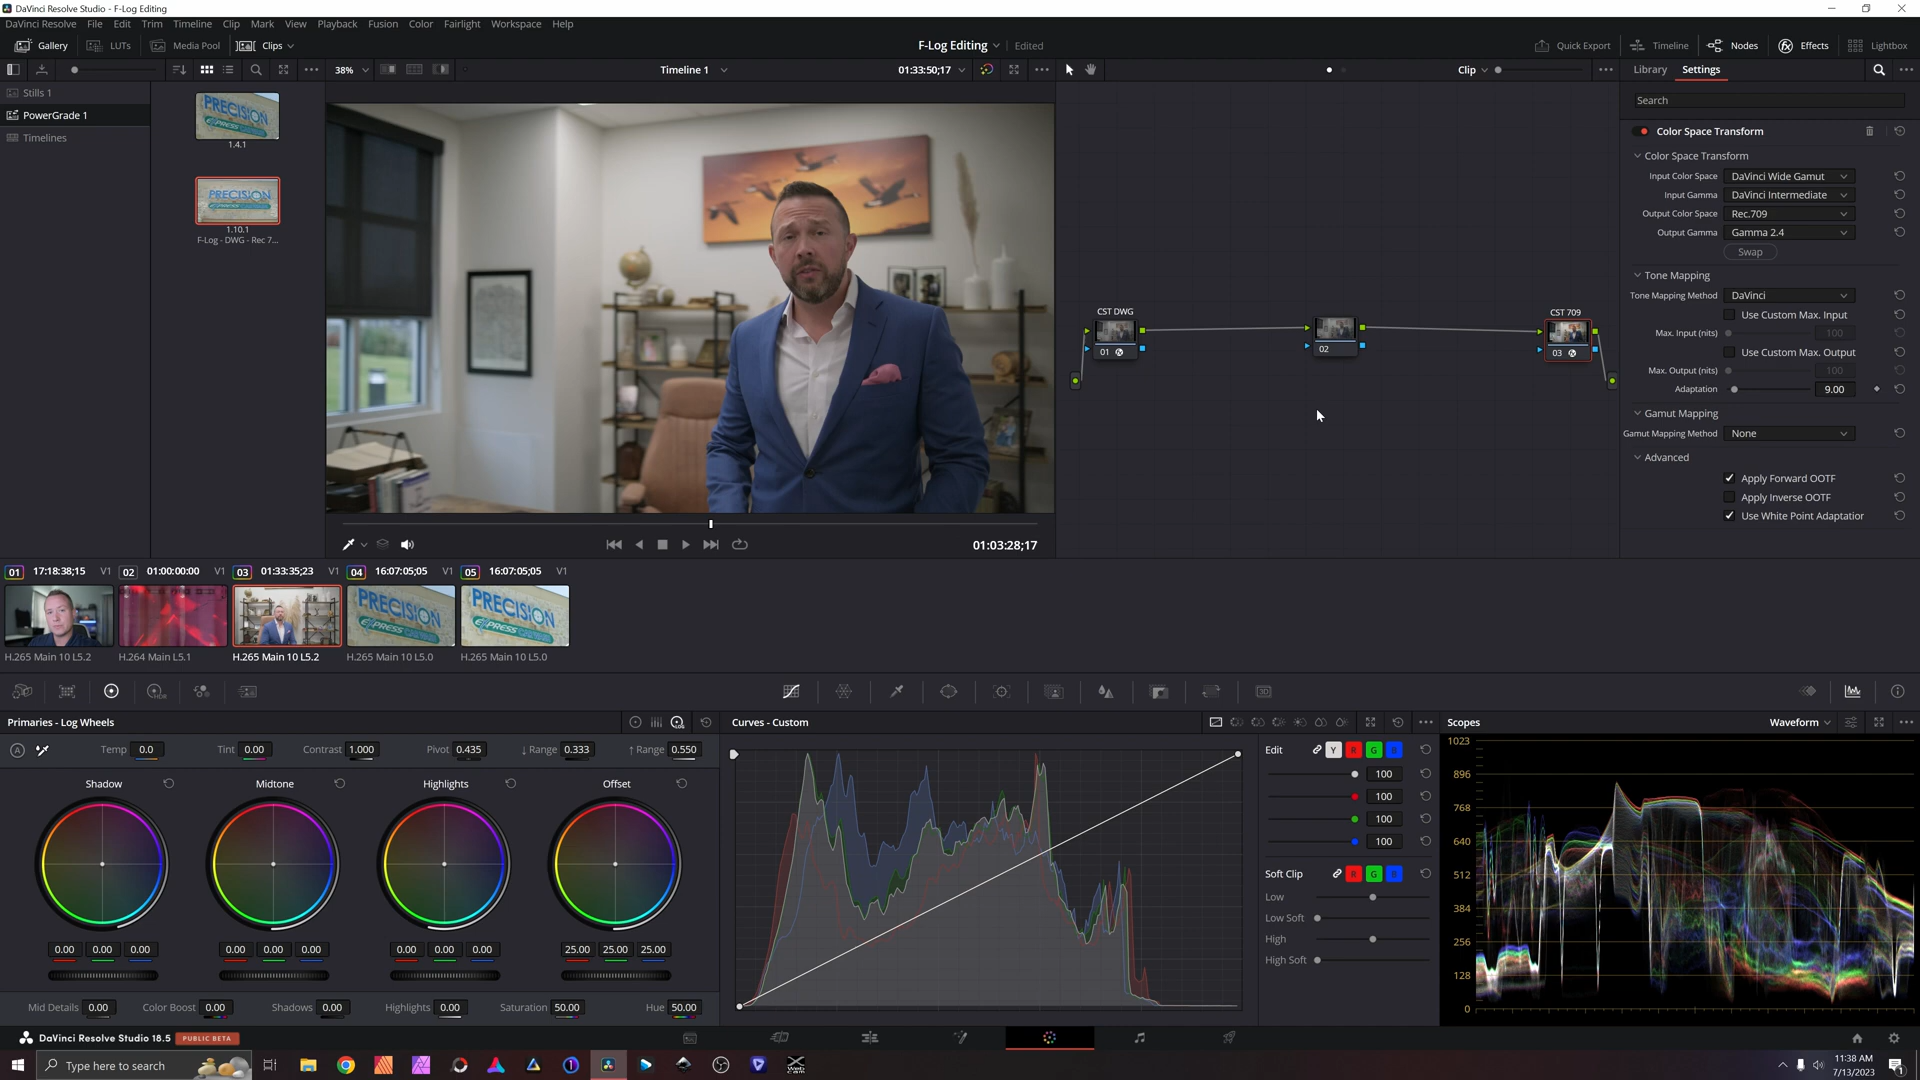 DaVinci Resolve Studio - F-Log Editing
DaVinci Resolve File Edit Trim Timeline Clip Mark View Playback Fusion Color Fairlight Workspace Help
Gallery LUTs Media Pool Clips F-Log Editing Edited Quick Export Timeline Nodes Effects Lightbox
38% Timeline 1 01:33:50;17 Clip Library Settings
Stills 1
PowerGrade 1
Timelines
PRECISION
EXPRESS
1.4.1
PRECISION
1.10.1
F-Log - DWG - Rec 7...
CST DWG
01
02
CST 709
03
Search
Color Space Transform
Color Space Transform
Input Color Space DaVinci Wide Gamut
Input Gamma DaVinci Intermediate
Output Color Space Rec.709
Output Gamma Gamma 2.4
Swap
Tone Mapping
Tone Mapping Method DaVinci
Use Custom Max. Input
Max. Input (nits) 100
Use Custom Max. Output
Max. Output (nits) 100
Adaptation 9.00
Gamut Mapping
Gamut Mapping Method None
Advanced
Apply Forward OOTF
Apply Inverse OOTF
Use White Point Adaptatior
01:03:28;17
01 17:18:38;15 V1 02 01:00:00:00 V1 03 01:33:35;23 V1 04 16:07:05;05 V1 05 16:07:05;05 V1
PRECISION EXPRESS PRECISION EXPRESS
H.265 Main 10 L5.2 H.264 Main L5.1 H.265 Main 10 L5.2 H.265 Main 10 L5.0 H.265 Main 10 L5.0
Primaries - Log Wheels Curves - Custom Scopes Waveform
Temp 0.0 Tint 0.00 Contrast 1.000 Pivot 0.435 ↓ Range 0.333 ↑ Range 0.550
Shadow Midtone Highlights Offset
0.00 0.00 0.00 0.00 0.00 0.00 0.00 0.00 0.00 25.00 25.00 25.00
Mid Details 0.00 Color Boost 0.00 Shadows 0.00 Highlights 0.00 Saturation 50.00 Hue 50.00
Edit Y R G B
100
100
100
100
Soft Clip R G B
Low
Low Soft
High
High Soft
1023
896
768
640
512
384
256
128
0
DaVinci Resolve Studio 18.5 PUBLIC BETA
Type here to search
11:38 AM
7/13/2023